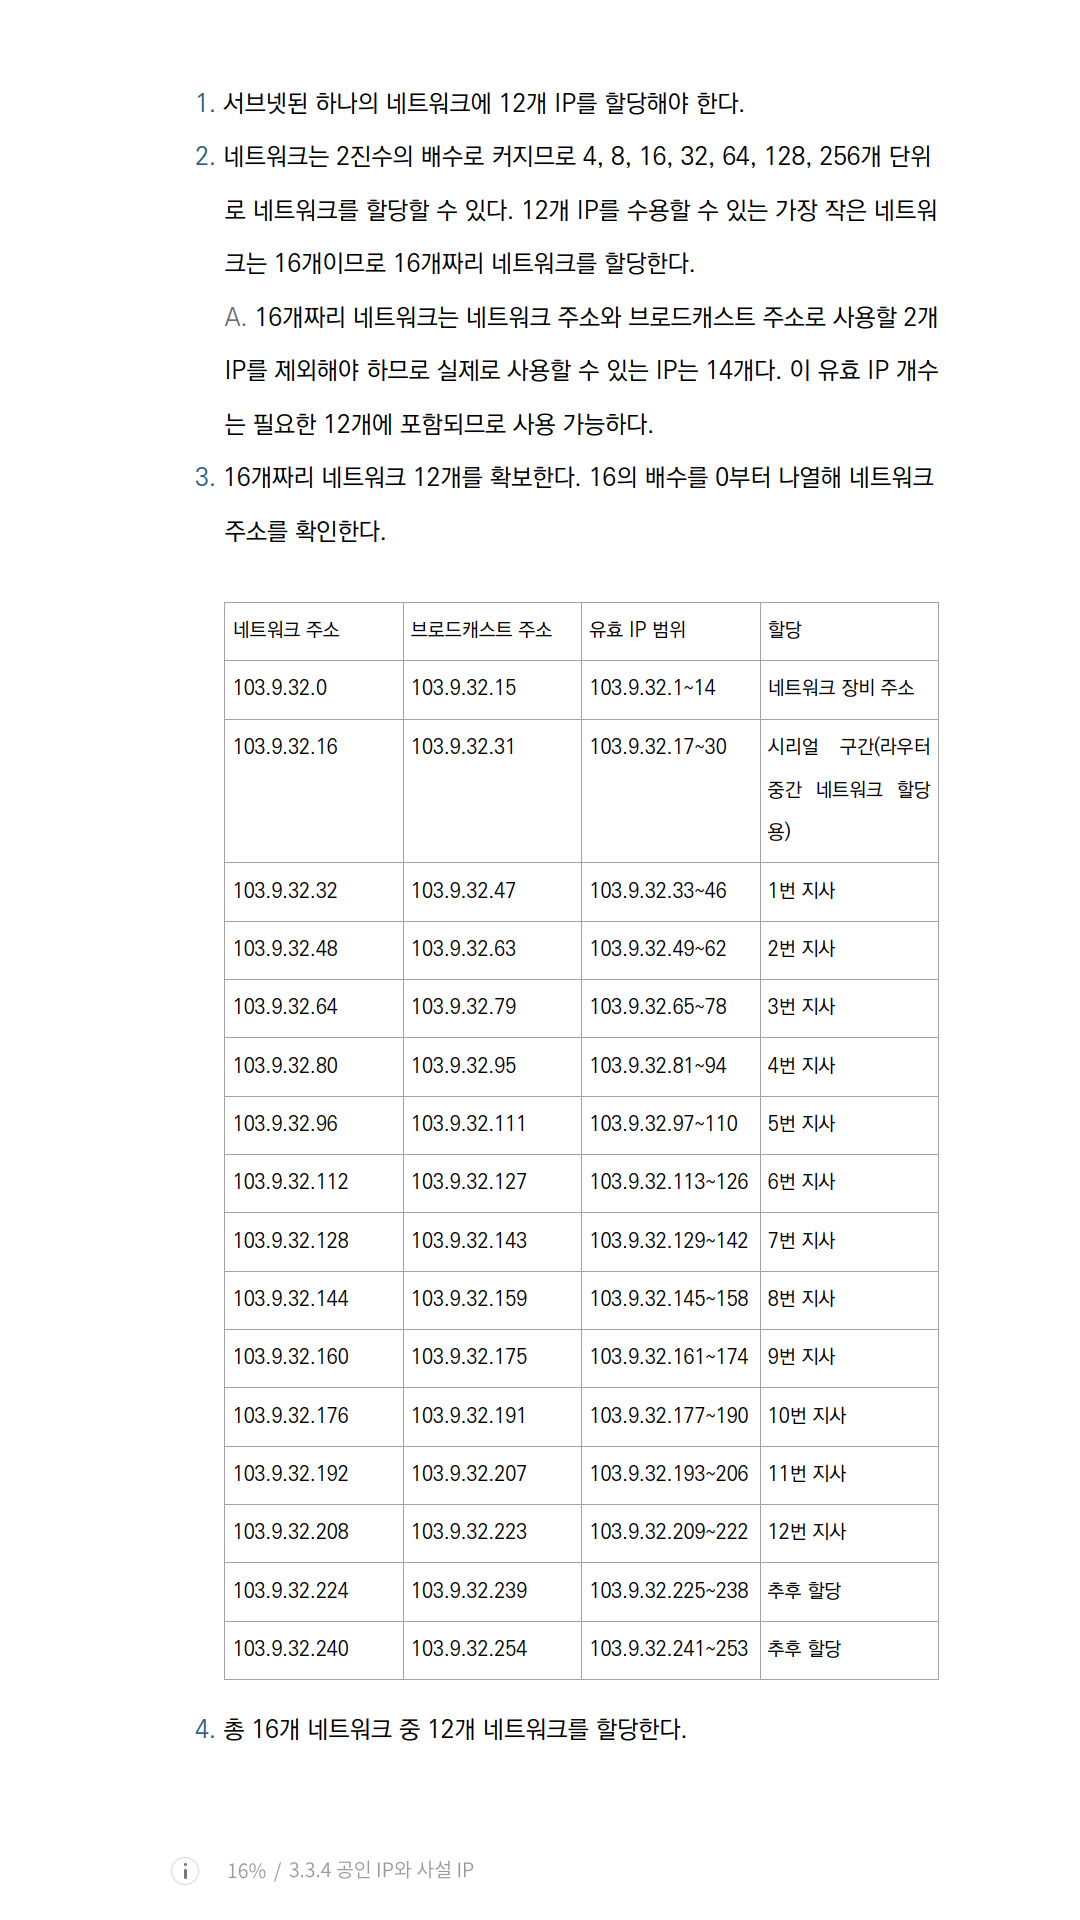 1. 서브넷된 하나의 네트워크에 12개 IP를 할당해야 한다.
2. 네트워크는 2진수의 배수로 커지므로 4, 8, 16, 32, 64, 128, 256개 단위
로 네트워크를 할당할 수 있다. 12개 IP를 수용할 수 있는 가장 작은 네트워
크는 16개이므로 16개짜리 네트워크를 할당한다.
A. 16개짜리 네트워크는 네트워크 주소와 브로드캐스트 주소로 사용할 2개
IP를 제외해야 하므로 실제로 사용할 수 있는 IP는 14개다. 이 유효 IP 개수
는 필요한 12개에 포함되므로 사용 가능하다.
3. 16개짜리 네트워크 12개를 확보한다. 16의 배수를 0부터 나열해 네트워크
주소를 확인한다.
네트워크 주소 브로드캐스트 주소 유효 IP 범위 할당
103.9.32.0 103.9.32.15 103.9.32.1~14 네트워크 장비 주소
103.9.32.16 103.9.32.31 103.9.32.17~30 시리얼 구간(라우터
중간 네트워크 할당
용)
103.9.32.32 103.9.32.47 103.9.32.33~46 1번 지사
103.9.32.48 103.9.32.63 103.9.32.49~62 2번 지사
103.9.32.64 103.9.32.79 103.9.32.65~78 3번 지사
103.9.32.80 103.9.32.95 103.9.32.81~94 4번 지사
103.9.32.96 103.9.32.111 103.9.32.97~110 5번 지사
103.9.32.112 103.9.32.127 103.9.32.113~126 6번 지사
103.9.32.128 103.9.32.143 103.9.32.129~142 7번 지사
103.9.32.144 103.9.32.159 103.9.32.145~158 8번 지사
103.9.32.160 103.9.32.175 103.9.32.161~174 9번 지사
103.9.32.176 103.9.32.191 103.9.32.177~190 10번 지사
103.9.32.192 103.9.32.207 103.9.32.193~206 11번 지사
103.9.32.208 103.9.32.223 103.9.32.209~222 12번 지사
103.9.32.224 103.9.32.239 103.9.32.225~238 추후 할당
103.9.32.240 103.9.32.254 103.9.32.241~253 추후 할당
4. 총 16개 네트워크 중 12개 네트워크를 할당한다.
16% / 3.3.4 공인 IP와 사설 IP